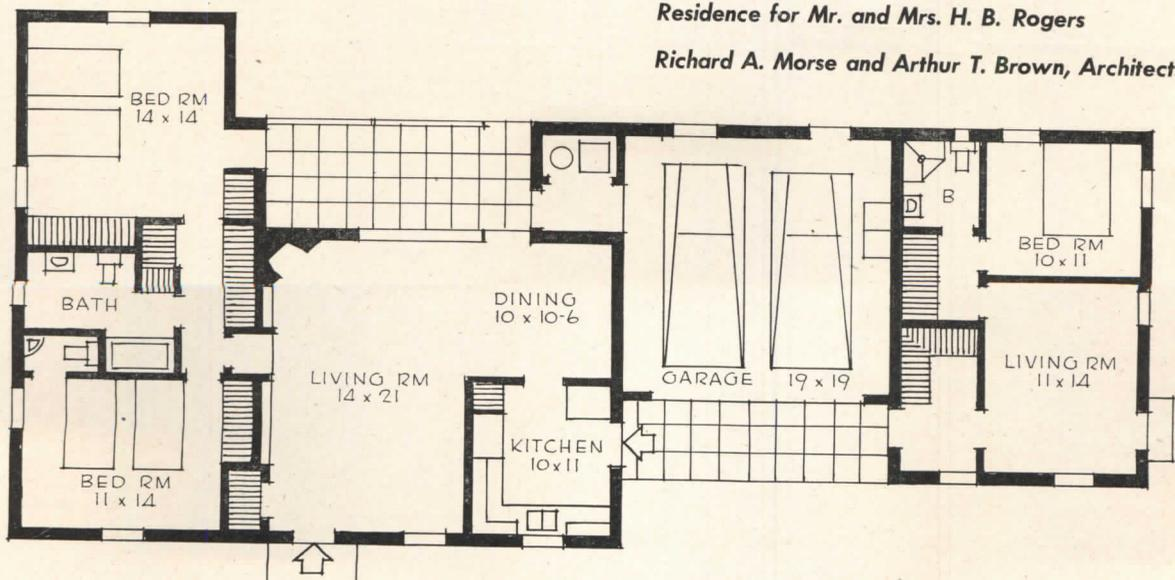 Residence for Mr. and Mrs. H. B. Rogers
Richard A. Morse and Arthur T. Brown, Architect
BED RM
14 x 14
BATH
BED RM
11 x 14
LIVING RM
14 x 21
DINING
10 x 10-6
KITCHEN
10 x 11
GARAGE 19 x 19
B
BED RM
10 x 11
LIVING RM
11 x 14